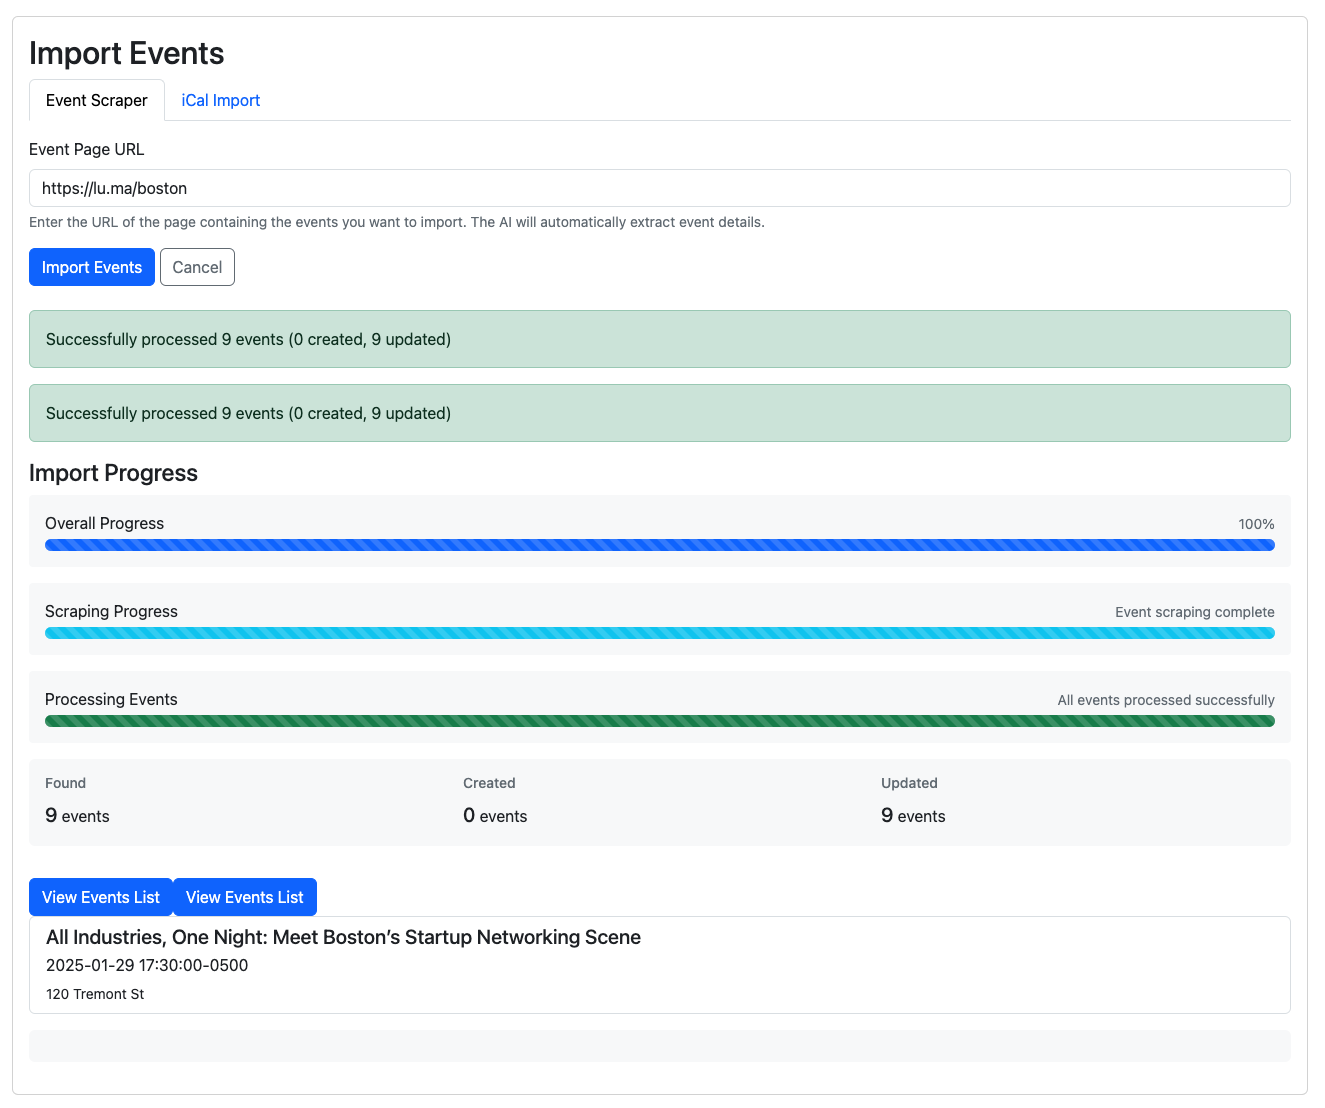 Import Events
Event Scraper
iCal Import
Event Page URL
https://lu.ma/boston
Enter the URL of the page containing the events you want to import. The AI will automatically extract event details.
Import Events
Cancel
Successfully processed 9 events (0 created, 9 updated)
Successfully processed 9 events (0 created, 9 updated)
Import Progress
Overall Progress
100%
Scraping Progress
Event scraping complete
Processing Events
All events processed successfully
Found
Created
Updated
9 events
0 events
9 events
View Events List
View Events List
All Industries, One Night: Meet Boston’s Startup Networking Scene
2025-01-29 17:30:00-0500
120 Tremont St